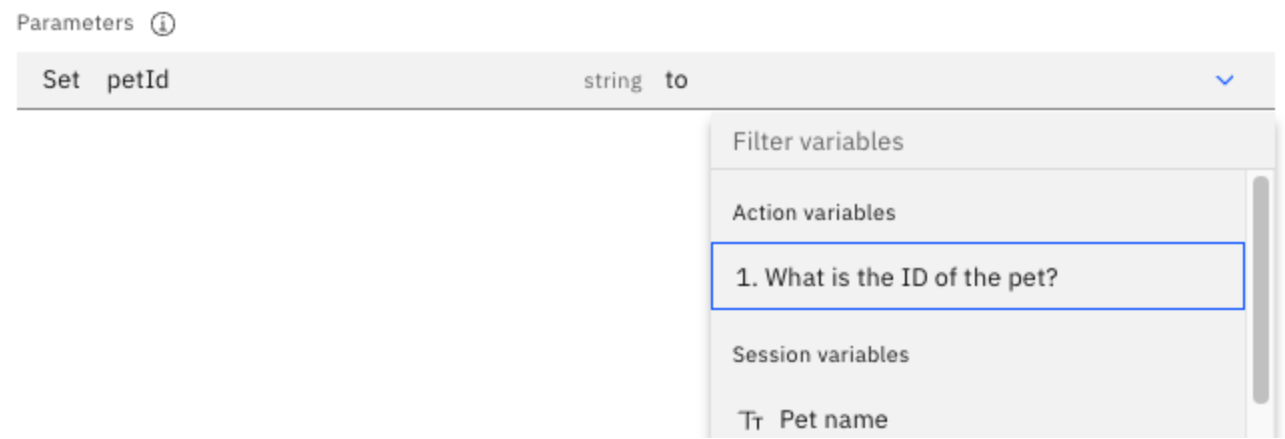 Parameters
Set petId string to
Filter variables
Action variables
1. What is the ID of the pet?
Session variables
Pet name